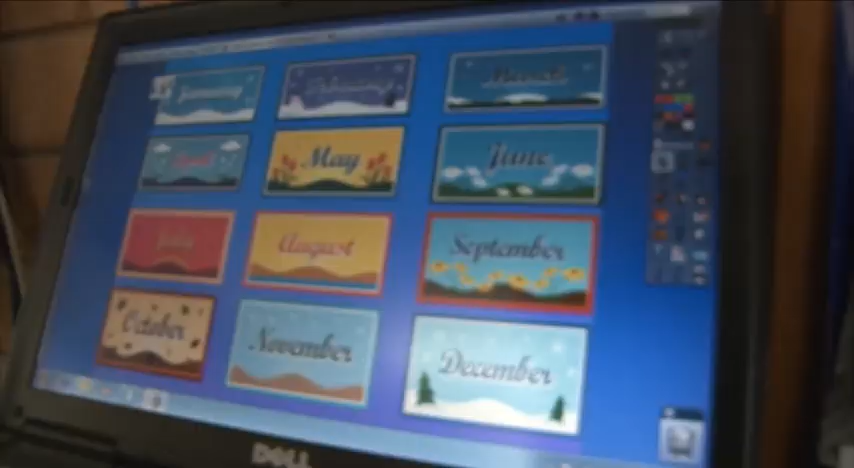 January
February
March
April
May
June
July
August
September
October
November
December
DELL